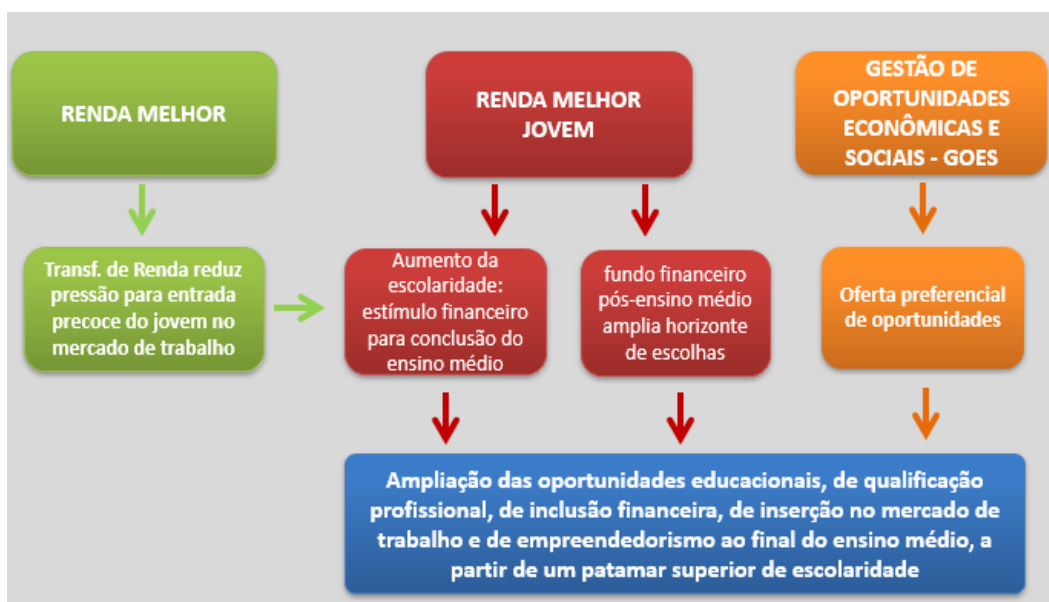 RENDA MELHOR
RENDA MELHOR
JOVEM
GESTÃO DE
OPORTUNIDADES
ECONÔMICAS E
SOCIAIS - GOES
Transf. de Renda reduz
pressão para entrada
precoce do jovem no
mercado de trabalho
Aumento da
escolaridade:
estímulo financeiro
para conclusão do
ensino médio
fundo financeiro
pós-ensino médio
amplia horizonte
de escolhas
Oferta preferencial
de oportunidades
Ampliação das oportunidades educacionais, de qualificação
profissional, de inclusão financeira, de inserção no mercado de
trabalho e de empreendedorismo ao final do ensino médio, a
partir de um patamar superior de escolaridade